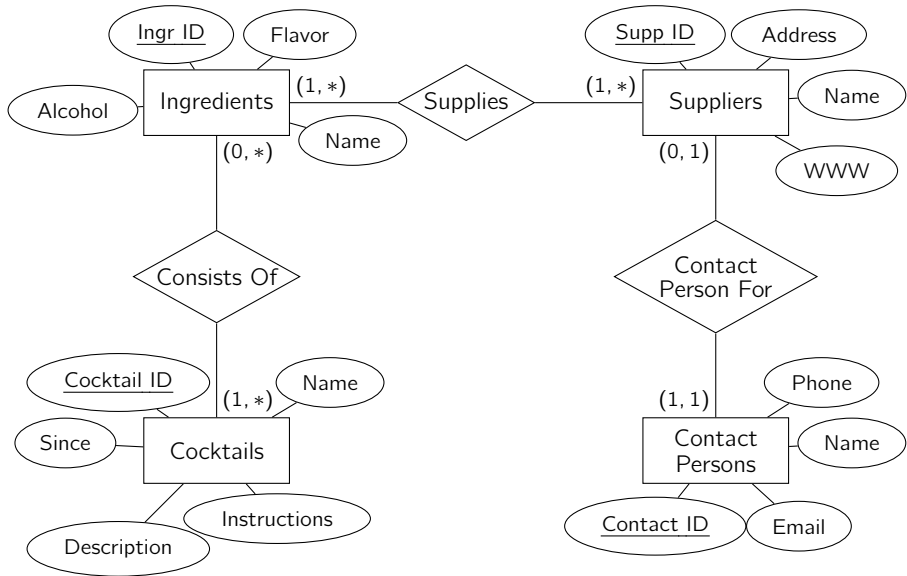 Ingr ID
Flavor
Supp ID
Address
Alcohol
Ingredients
(1, ∗)
Supplies
(1, ∗)
Suppliers
Name
Name
(0, ∗)
(0, 1)
WWW
Consists Of
Contact
Person For
Cocktail ID
(1, ∗)
Name
(1, 1)
Phone
Since
Cocktails
Contact
Persons
Name
Description
Instructions
Contact ID
Email